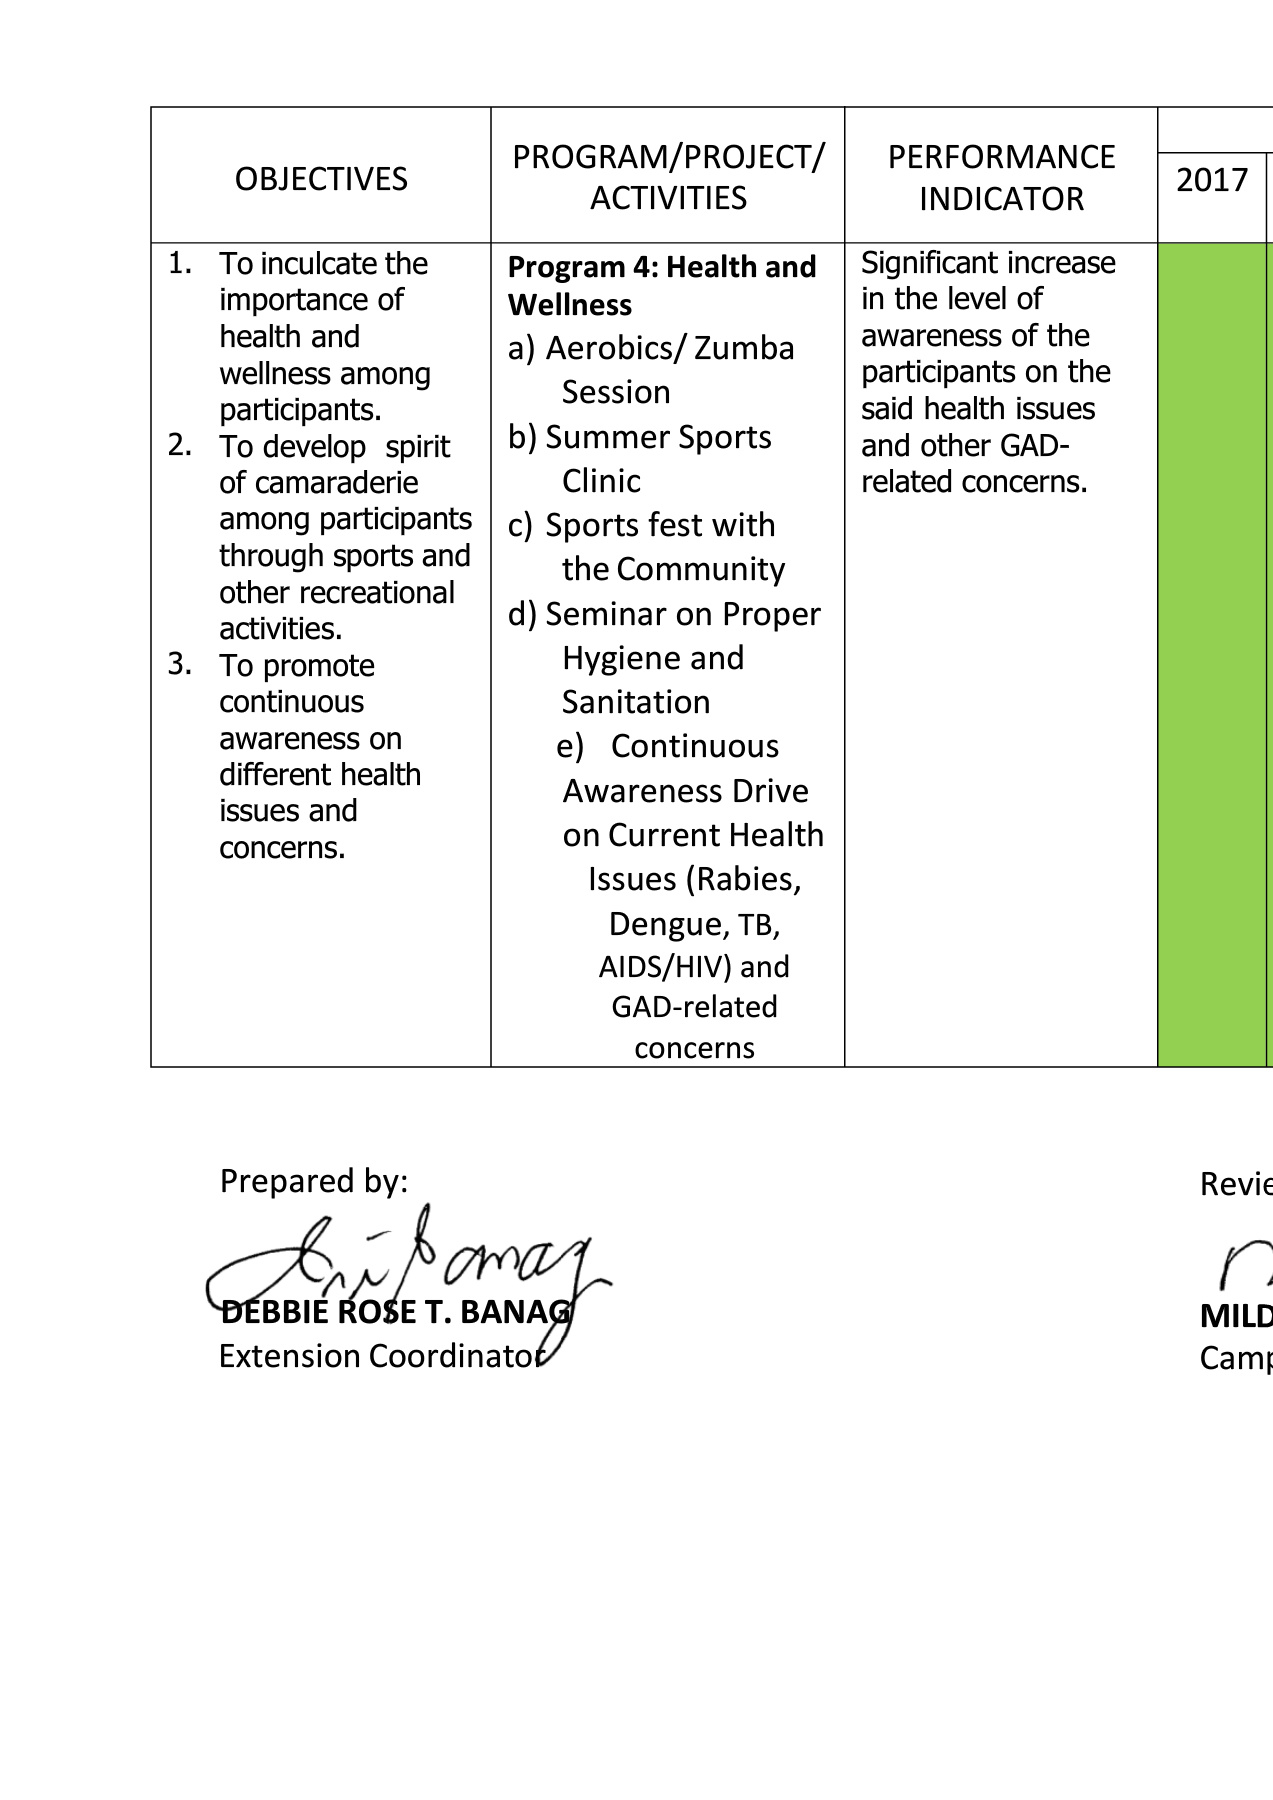 OBJECTIVES
PROGRAM/PROJECT/
ACTIVITIES
PERFORMANCE
INDICATOR
2017
1. To inculcate the
importance of
health and
wellness among
participants.
2. To develop spirit
of camaraderie
among participants
through sports and
other recreational
activities.
3. To promote
continuous
awareness on
different health
issues and
concerns.
Program 4: Health and
Wellness
a) Aerobics/ Zumba
Session
b) Summer Sports
Clinic
c) Sports fest with
the Community
d) Seminar on Proper
Hygiene and
Sanitation
e) Continuous
Awareness Drive
on Current Health
Issues (Rabies,
Dengue, TB,
AIDS/HIV) and
GAD-related
concerns
Significant increase
in the level of
awareness of the
participants on the
said health issues
and other GAD-
related concerns.
Prepared by:
DEBBIE ROSE T. BANAG
Extension Coordinator
Revie
MILD
Camp